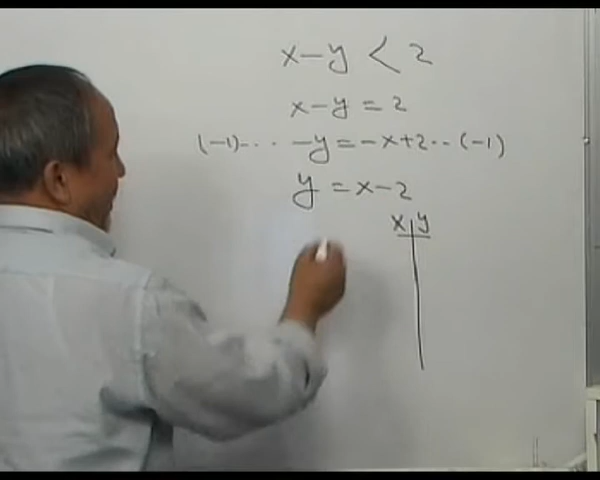 x-y < 2
x-y = 2
(-1)... -y = -x+2..(-1)
y = x-2
x y